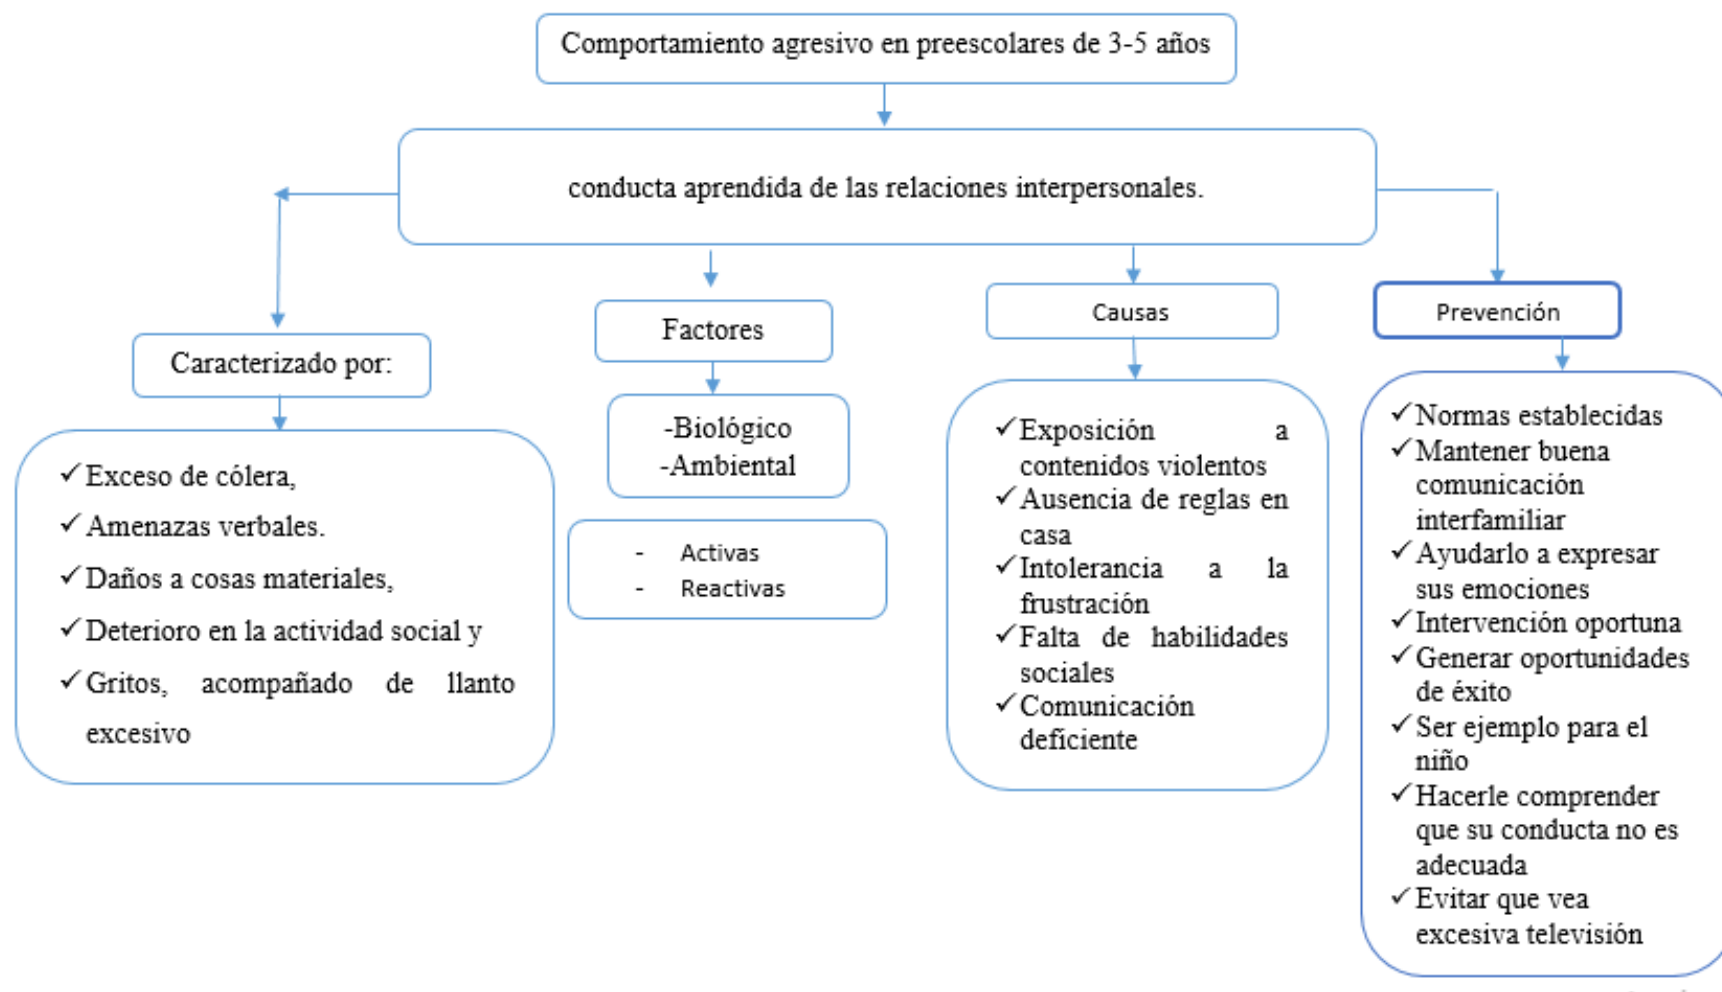 Comportamiento agresivo en preescolares de 3-5 años
conducta aprendida de las relaciones interpersonales.
Caracterizado por:
✓ Exceso de cólera,
✓ Amenazas verbales.
✓ Daños a cosas materiales,
✓ Deterioro en la actividad social y
✓ Gritos, acompañado de llanto
excesivo
Factores
-Biológico
-Ambiental
- Activas
- Reactivas
Causas
✓ Exposición a
contenidos violentos
✓ Ausencia de reglas en
casa
✓ Intolerancia a la
frustración
✓ Falta de habilidades
sociales
✓ Comunicación
deficiente
Prevención
✓ Normas establecidas
✓ Mantener buena
comunicación
interfamiliar
✓ Ayudarlo a expresar
sus emociones
✓ Intervención oportuna
✓ Generar oportunidades
de éxito
✓ Ser ejemplo para el
niño
✓ Hacerle comprender
que su conducta no es
adecuada
✓ Evitar que vea
excesiva televisión